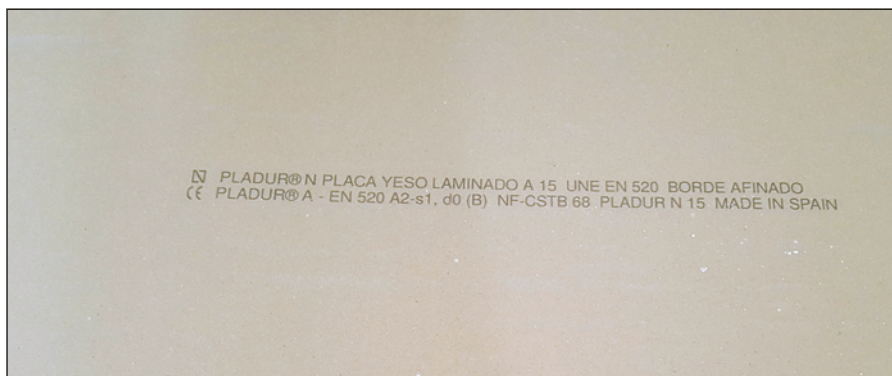 PLADUR® N PLACA YESO LAMINADO A 15 UNE EN 520 BORDE AFINADO
CE PLADUR® A - EN 520 A2-s1, d0 (B) NF-CSTB 68 PLADUR N 15 MADE IN SPAIN